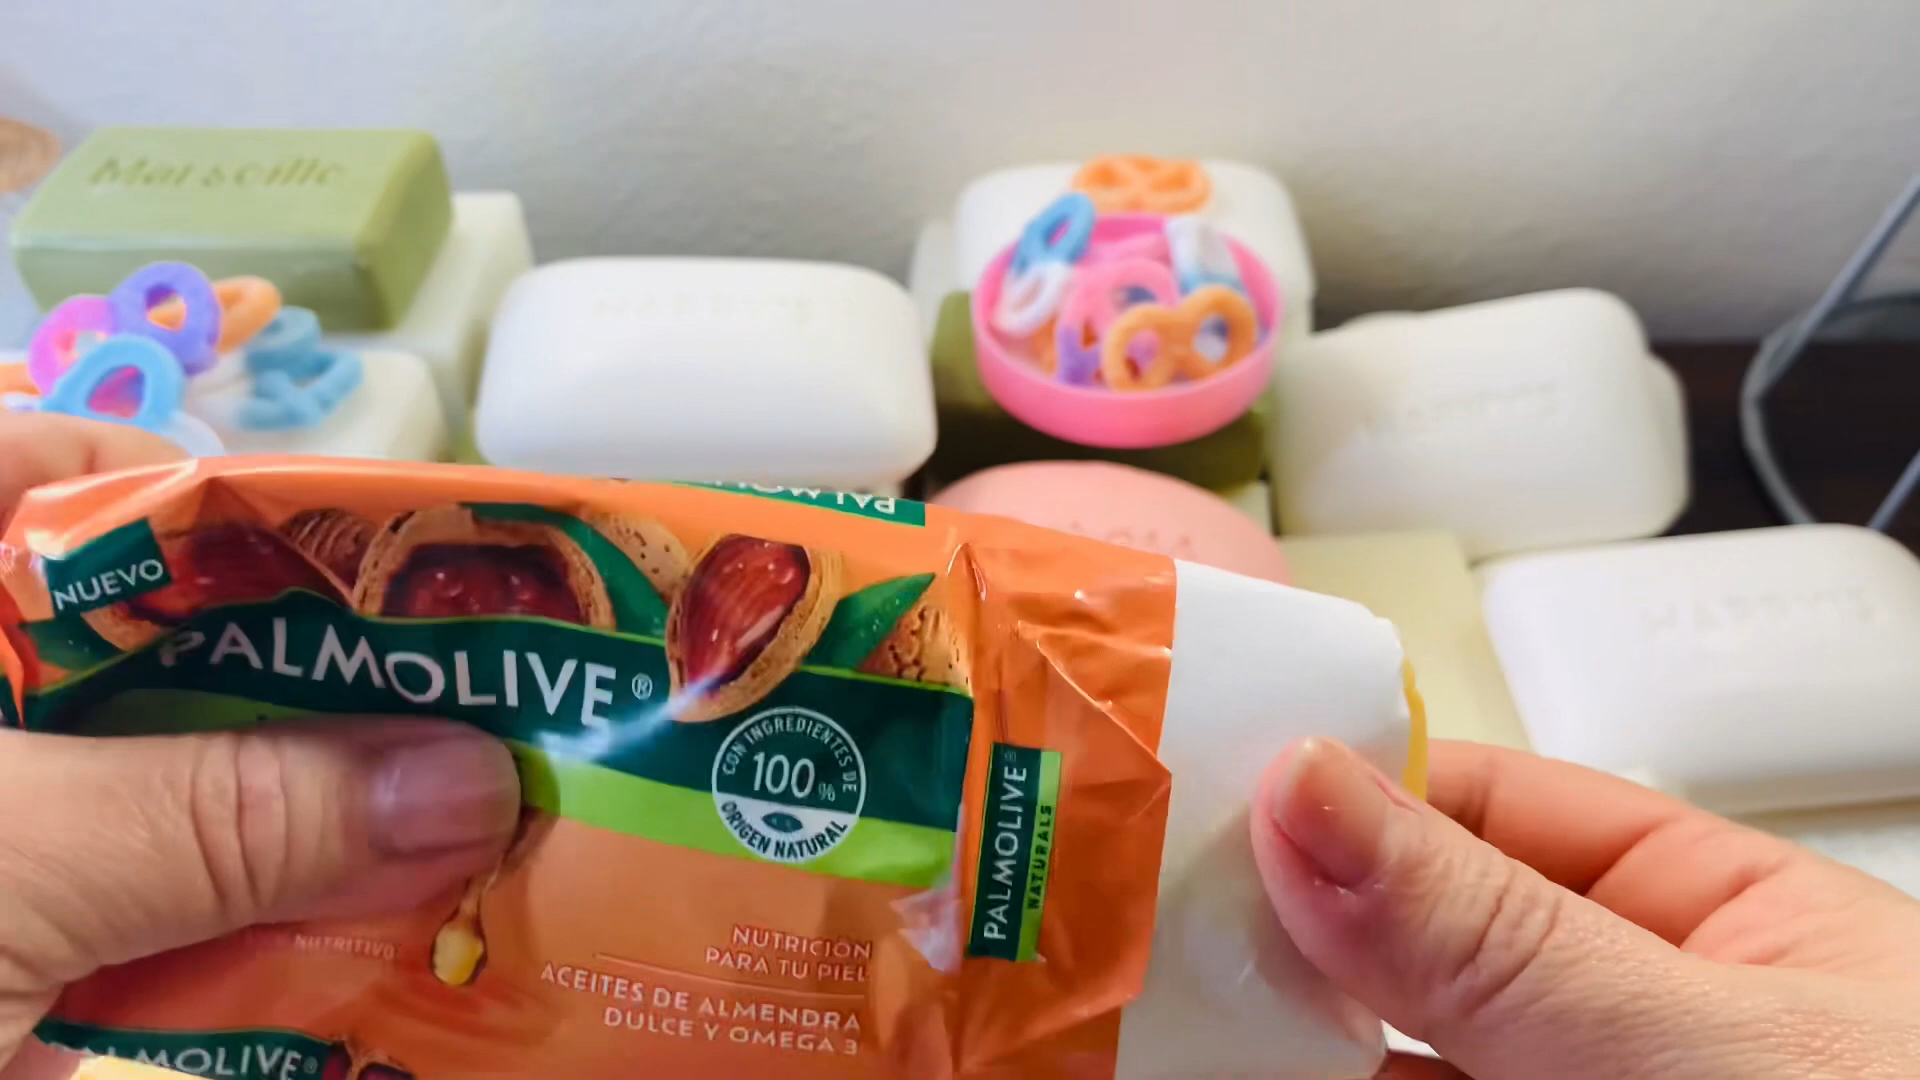 Marseille
PALMOLIVE
NUEVO
PALMOLIVE®
CON INGREDIENTES DE
100%
ORIGEN NATURAL
PALMOLIVE®
NATURALS
NUTRITIVO
NUTRICIÓN
PARA TU PIEL
ACEITES DE ALMENDRA
DULCE Y OMEGA 3
PALMOLIVE®